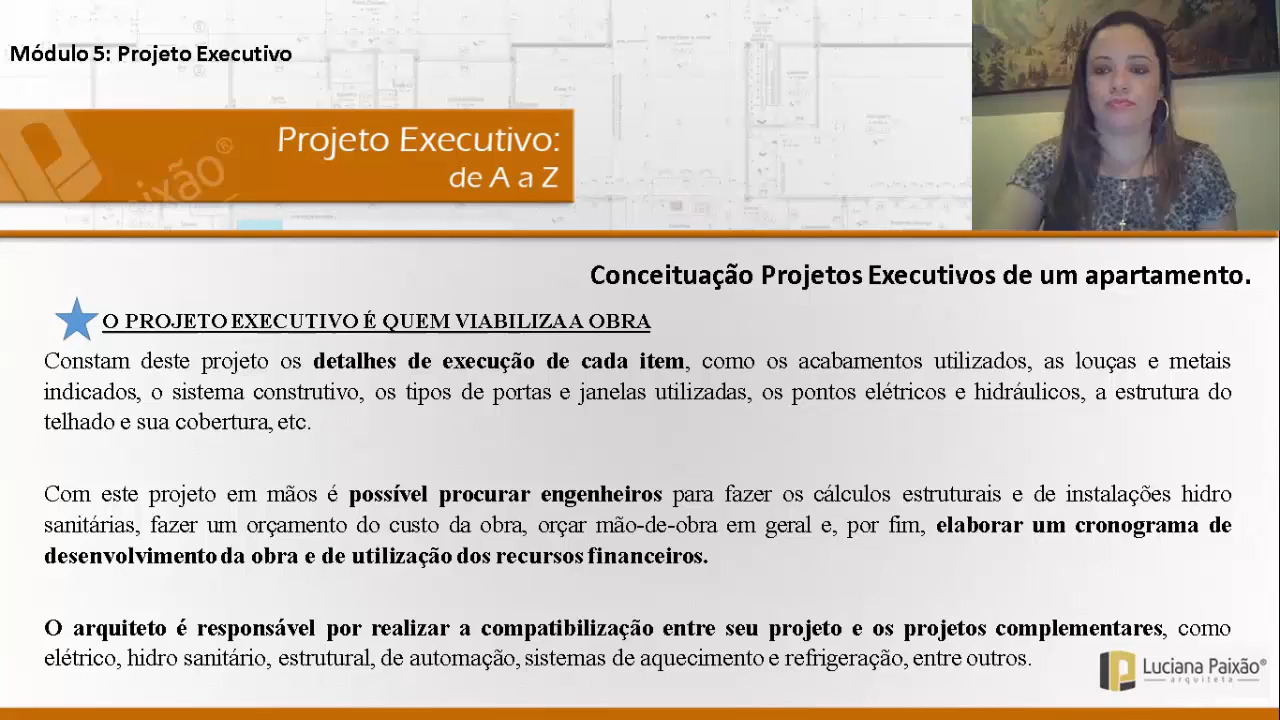 Módulo 5: Projeto Executivo
Projeto Executivo:
de A a Z
Paixão®
Conceituação Projetos Executivos de um apartamento.
O PROJETO EXECUTIVO É QUEM VIABILIZA A OBRA
Constam deste projeto os detalhes de execução de cada item, como os acabamentos utilizados, as louças e metais
indicados, o sistema construtivo, os tipos de portas e janelas utilizadas, os pontos elétricos e hidráulicos, a estrutura do
telhado e sua cobertura, etc.
Com este projeto em mãos é possível procurar engenheiros para fazer os cálculos estruturais e de instalações hidro
sanitárias, fazer um orçamento do custo da obra, orçar mão-de-obra em geral e, por fim, elaborar um cronograma de
desenvolvimento da obra e de utilização dos recursos financeiros.
O arquiteto é responsável por realizar a compatibilização entre seu projeto e os projetos complementares, como
elétrico, hidro sanitário, estrutural, de automação, sistemas de aquecimento e refrigeração, entre outros.
Luciana Paixão®
arquiteta